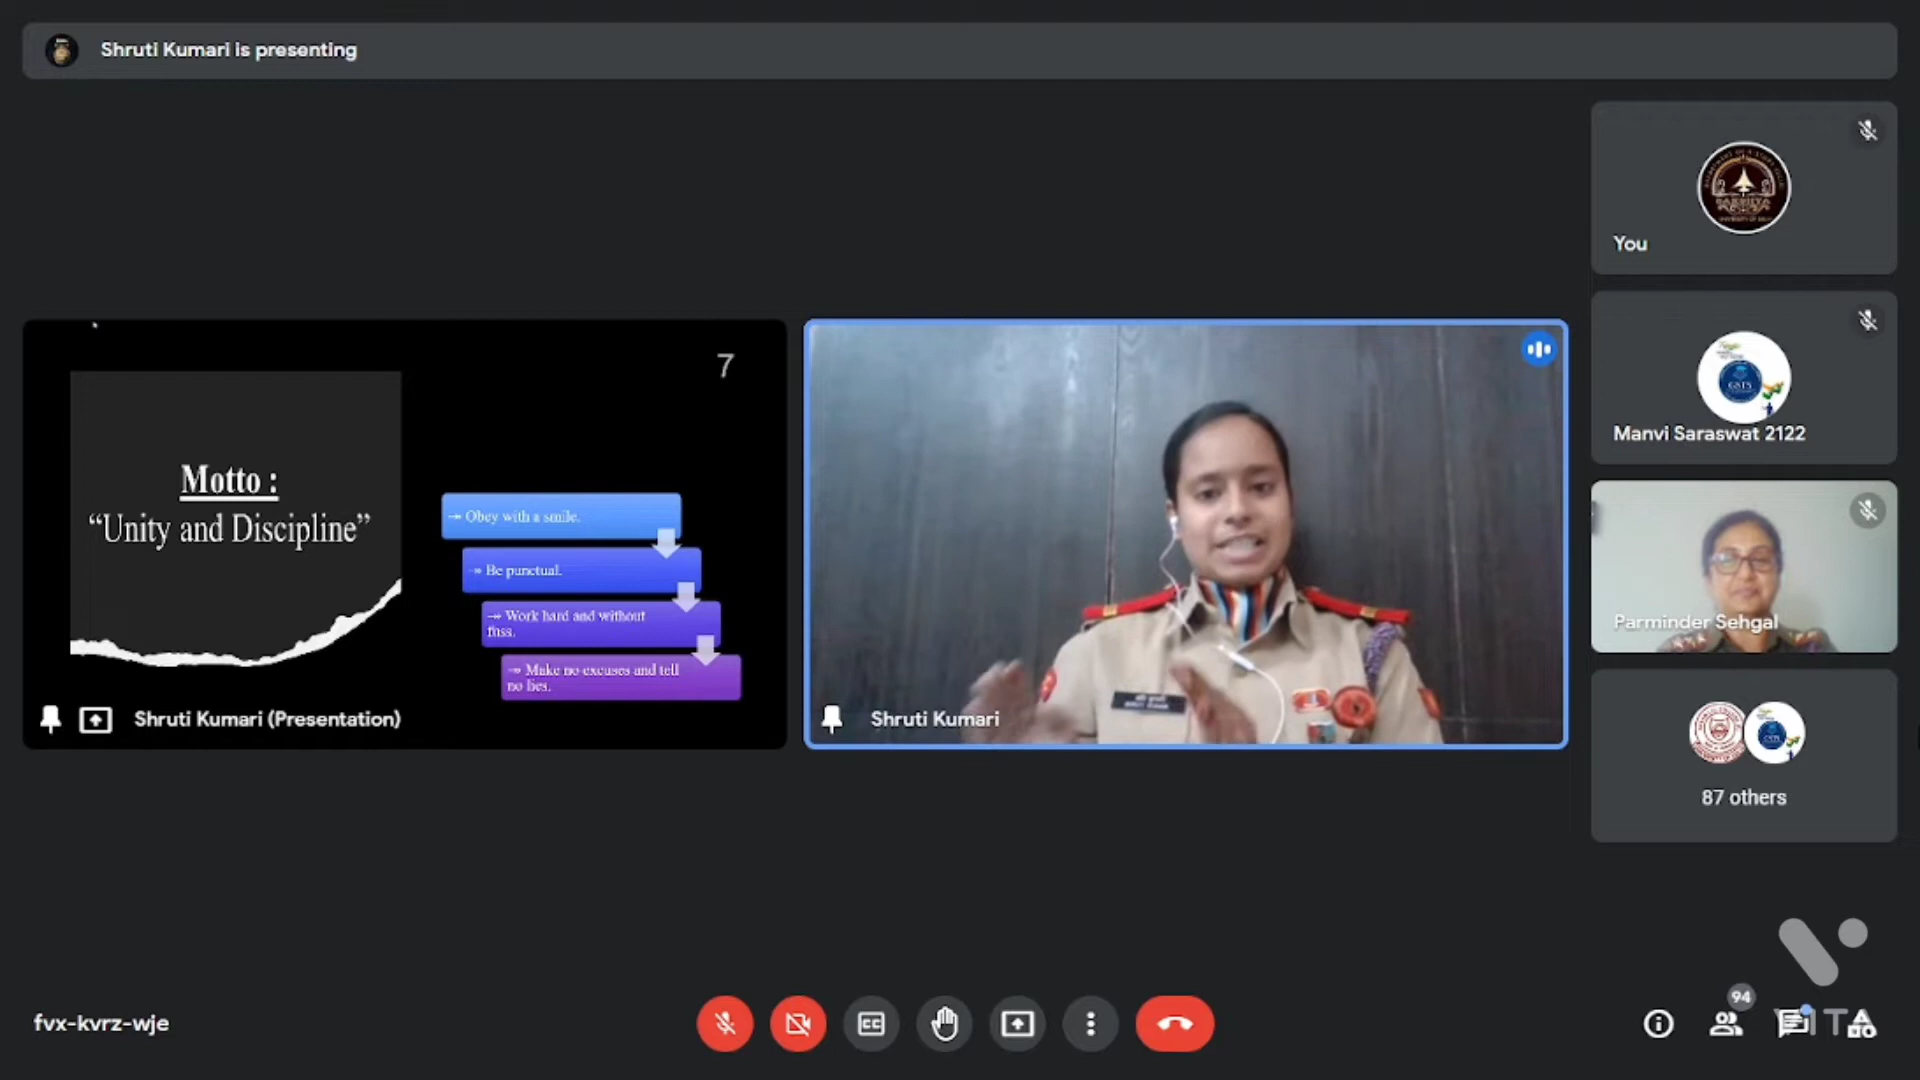 Shruti Kumari is presenting
7
Motto :
“Unity and Discipline”
→ Obey with a smile.
→ Be punctual.
→ Work hard and without
fuss.
→ Make no excuses and tell
no lies.
Shruti Kumari (Presentation)
Shruti Kumari
You
Manvi Saraswat 2122
Parminder Sehgal
87 others
fvx-kvrz-wje
CC
94
VITA